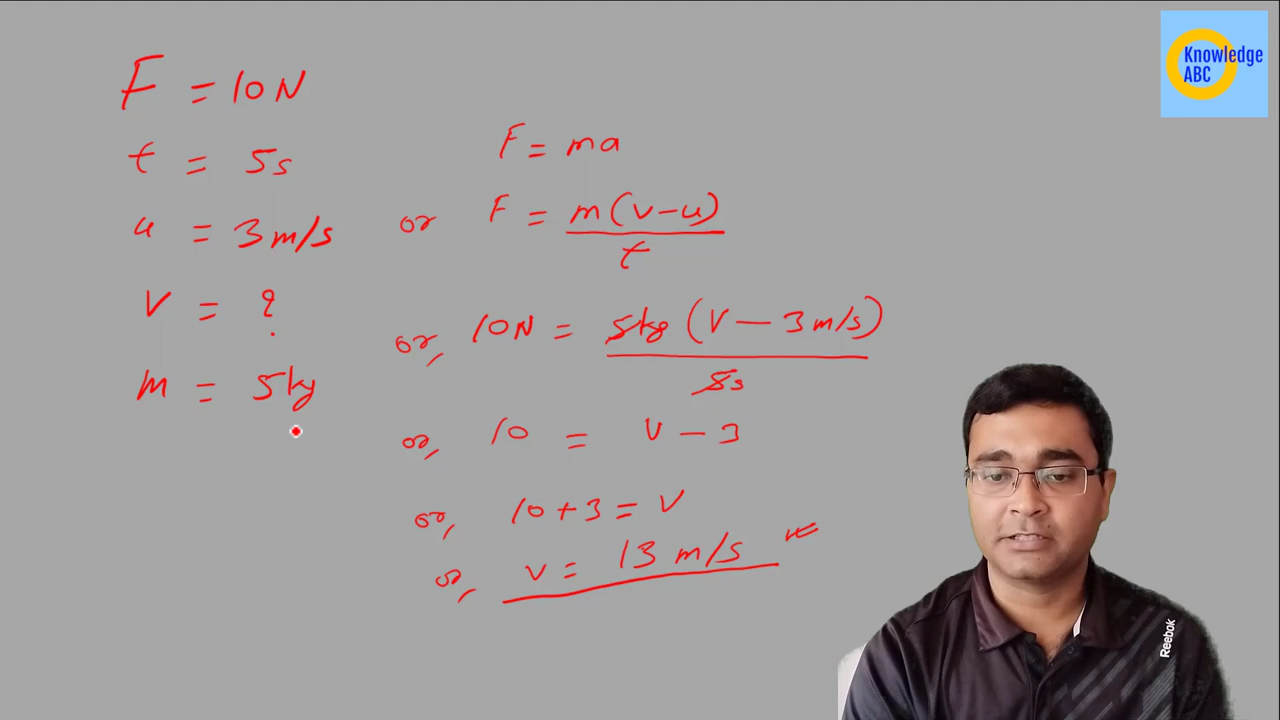 Knowledge
ABC
F = 10N
t = 5s
u = 3m/s
v = ?
m = 5kg
F = ma
or F = m(v-u)
t
or, 10N = 5kg (v - 3m/s)
5s
or, 10 = v - 3
or, 10 + 3 = v
or, v = 13 m/s
Reebok